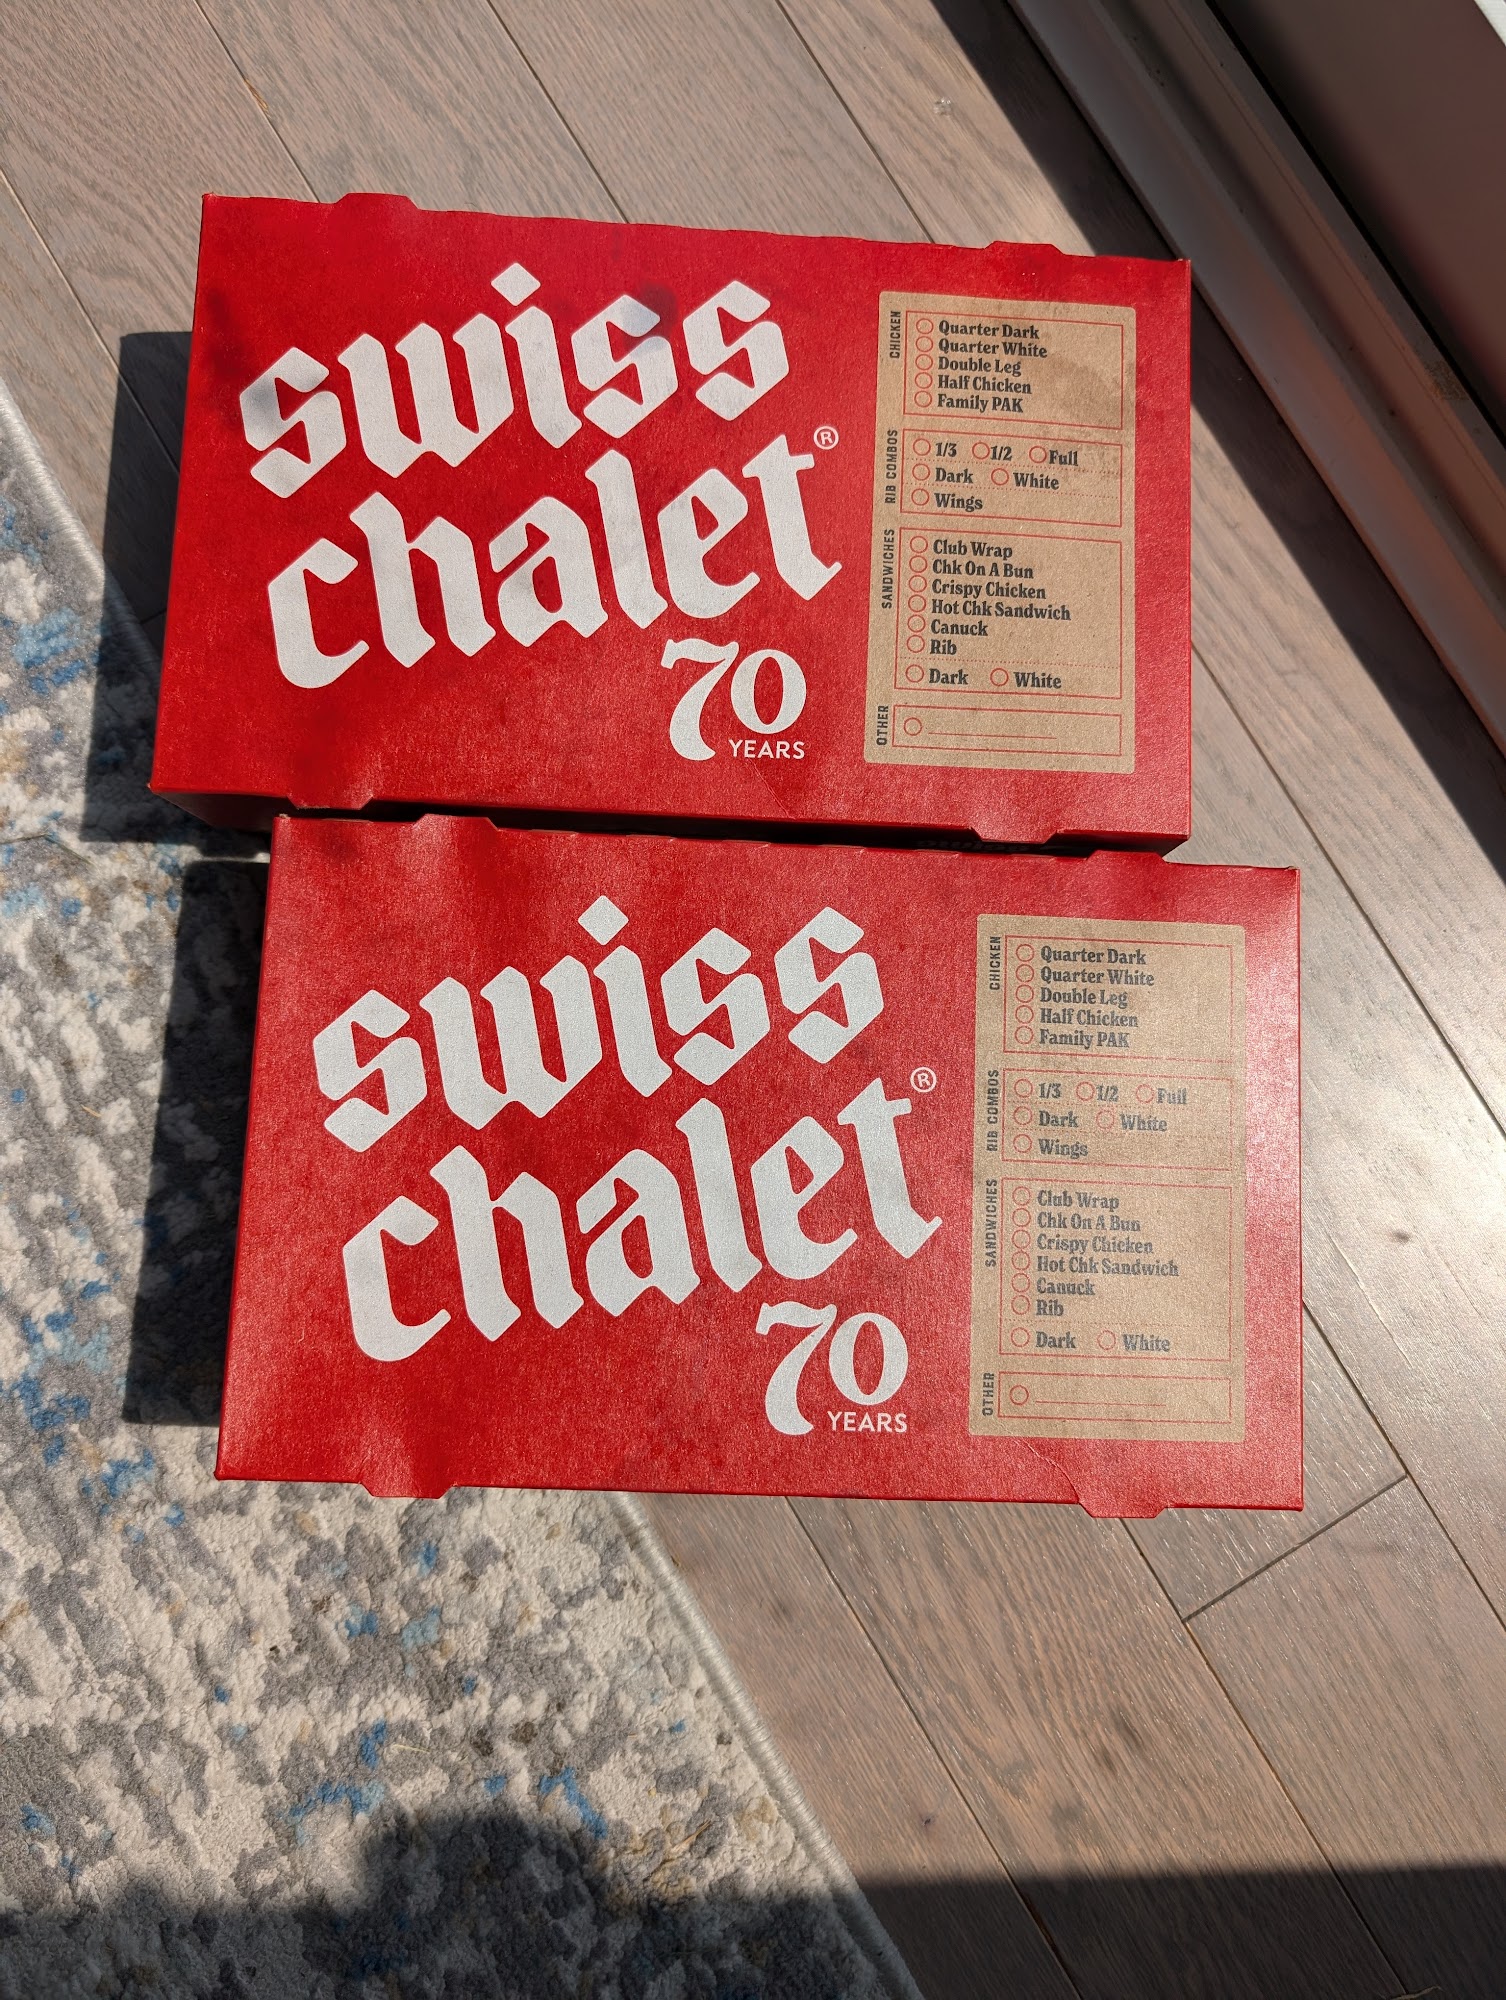 swiss
chalet®
70
YEARS
CHICKEN
Quarter Dark
Quarter White
Double Leg
Half Chicken
Family PAK
RIB COMBOS
1/3 1/2 Full
Dark White
Wings
SANDWICHES
Club Wrap
Chk On A Bun
Crispy Chicken
Hot Chk Sandwich
Canuck
Rib
Dark White
OTHER
swiss
chalet®
70
YEARS
CHICKEN
Quarter Dark
Quarter White
Double Leg
Half Chicken
Family PAK
RIB COMBOS
1/3 1/2 Full
Dark White
Wings
SANDWICHES
Club Wrap
Chk On A Bun
Crispy Chicken
Hot Chk Sandwich
Canuck
Rib
Dark White
OTHER